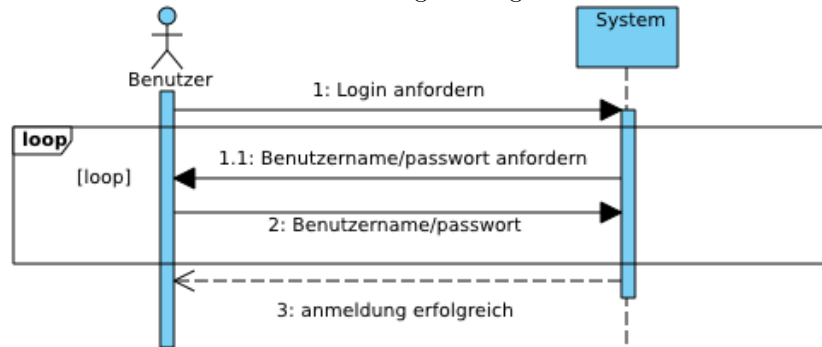 System
Benutzer
1: Login anfordern
loop
1.1: Benutzername/passwort anfordern
[loop]
2: Benutzername/passwort
3: anmeldung erfolgreich